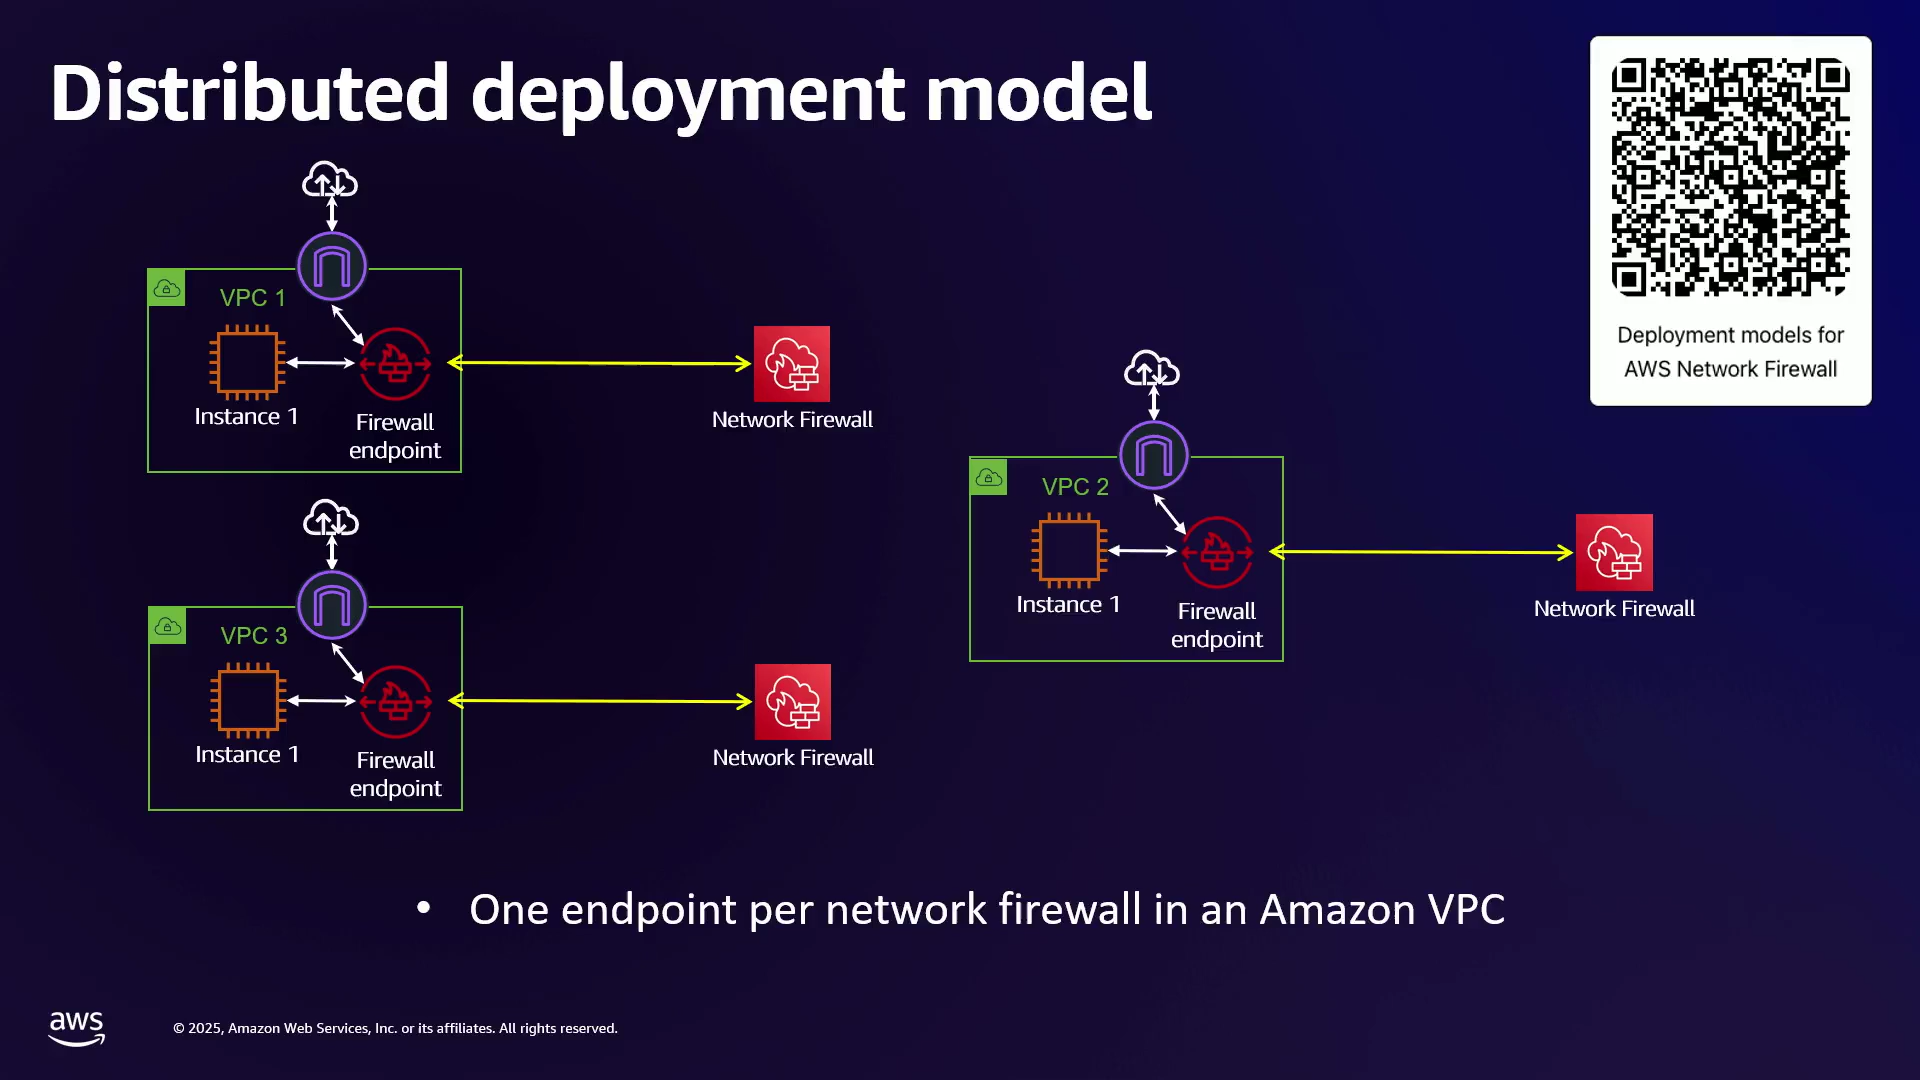 Distributed deployment model
Deployment models for
AWS Network Firewall
VPC 1
Instance 1
Firewall
endpoint
Network Firewall
VPC 2
Instance 1
Firewall
endpoint
Network Firewall
VPC 3
Instance 1
Firewall
endpoint
Network Firewall
• One endpoint per network firewall in an Amazon VPC
aws
© 2025, Amazon Web Services, Inc. or its affiliates. All rights reserved.